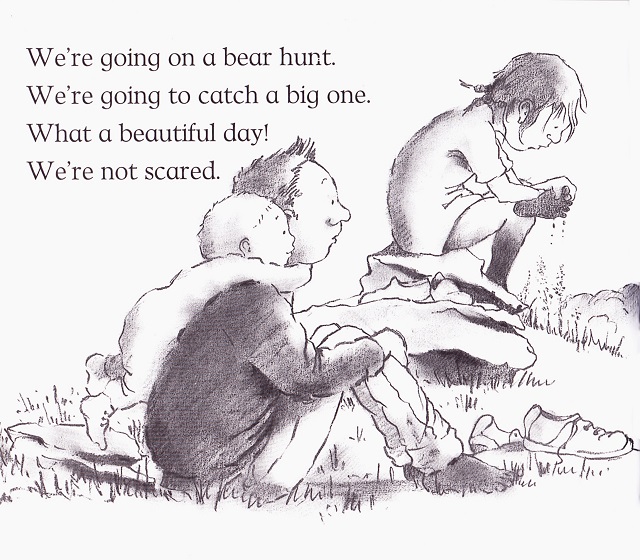 We're going on a bear hunt.
We're going to catch a big one.
What a beautiful day!
We're not scared.